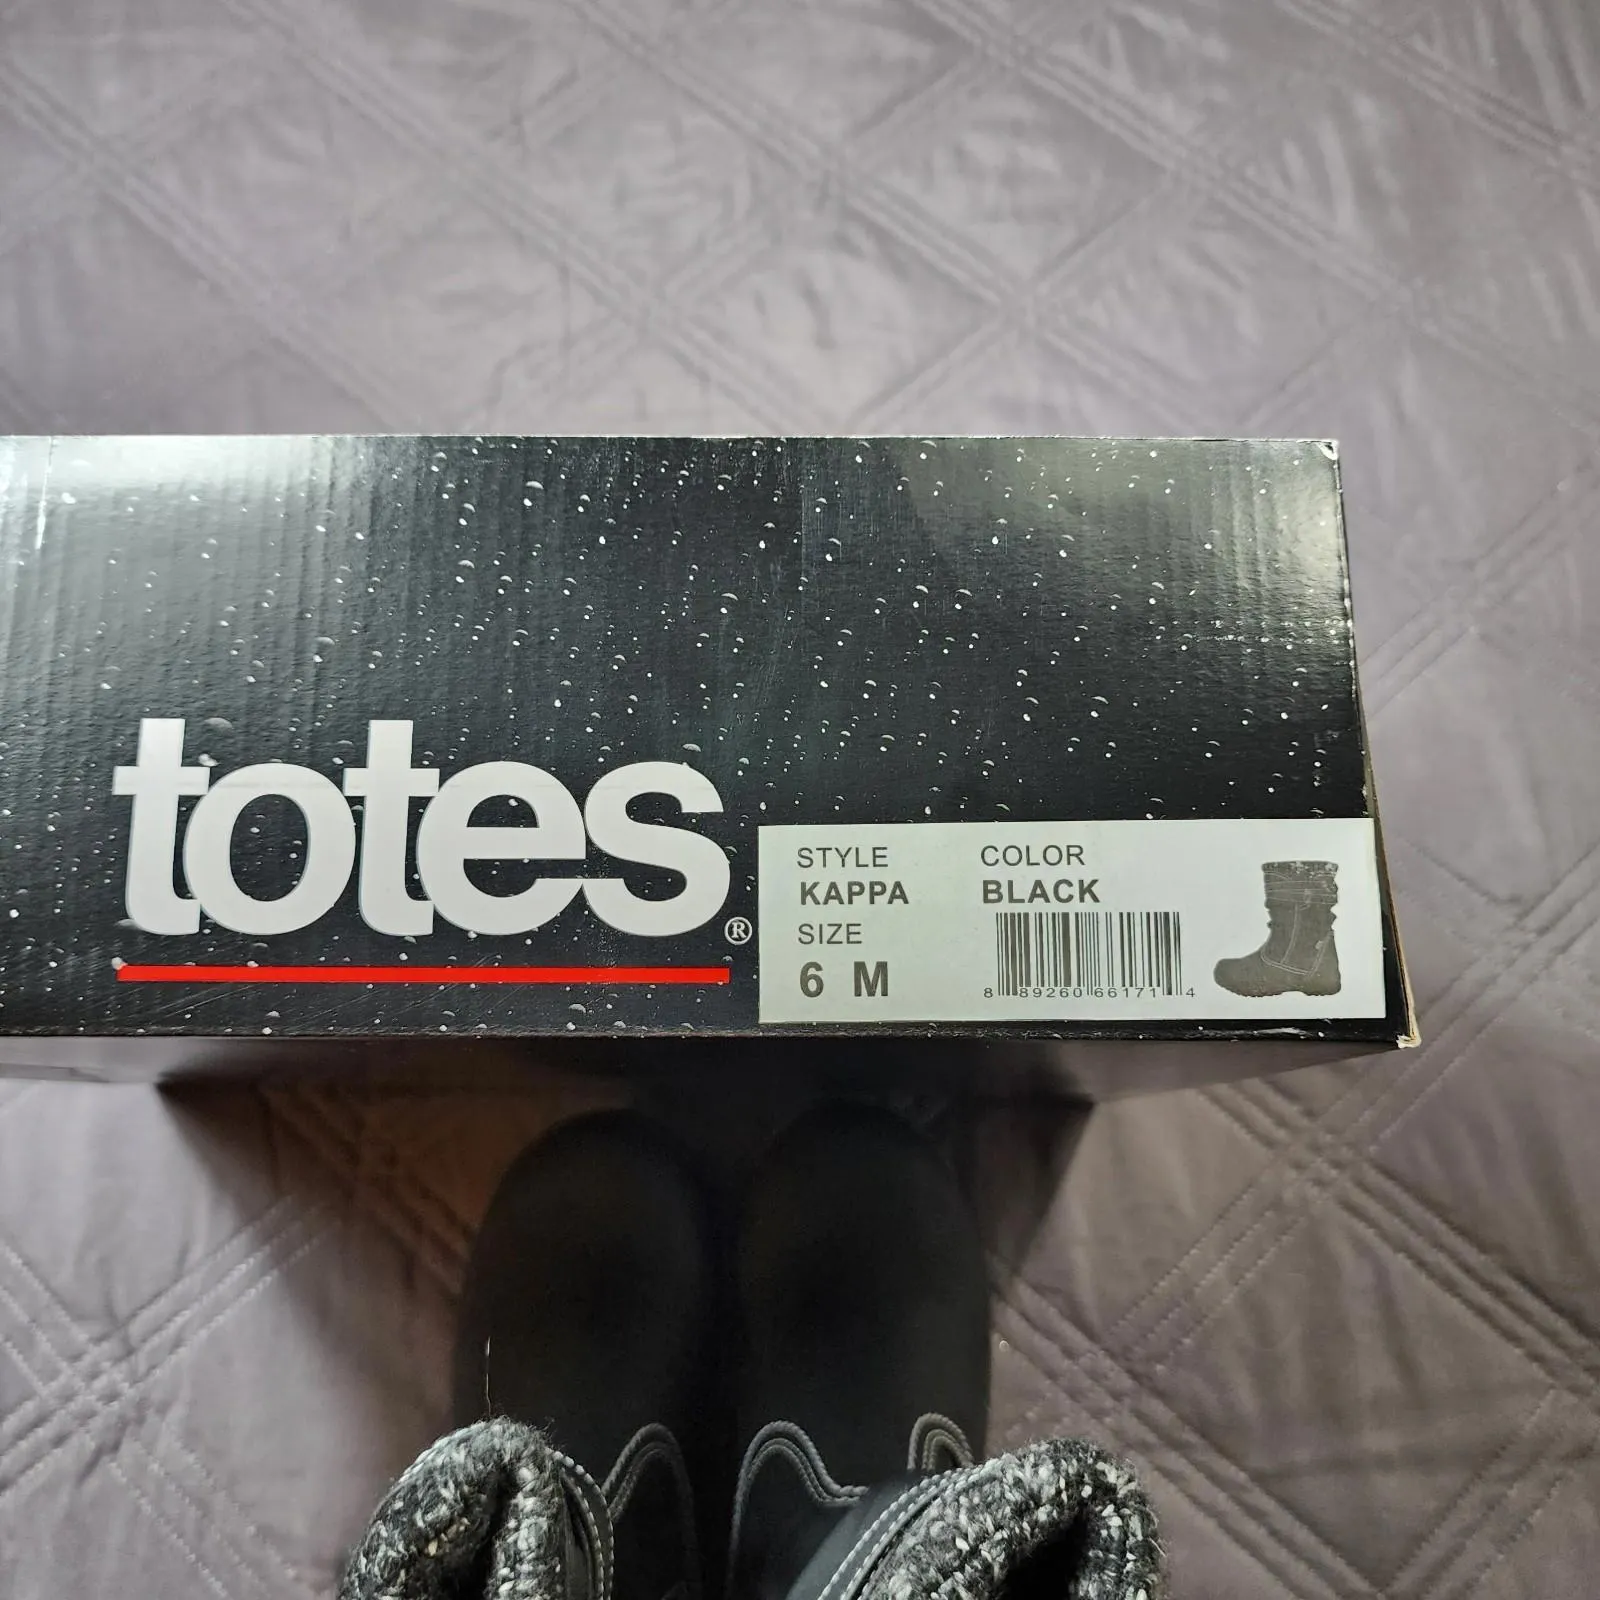 totes®
STYLE COLOR
KAPPA BLACK
SIZE
6 M
8 89260 66171 4